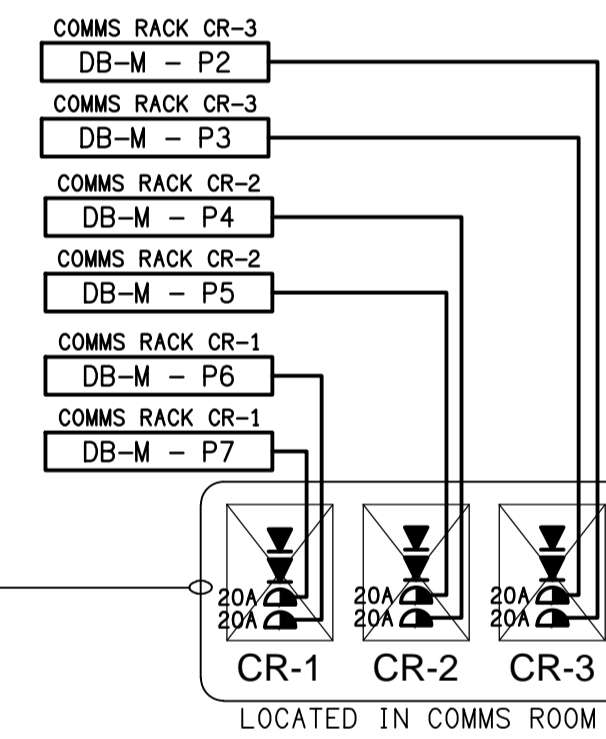 COMMS RACK CR-3
DB-M - P2
COMMS RACK CR-3
DB-M - P3
COMMS RACK CR-2
DB-M - P4
COMMS RACK CR-2
DB-M - P5
COMMS RACK CR-1
DB-M - P6
COMMS RACK CR-1
DB-M - P7
20A 20A 20A
20A 20A 20A
CR-1 CR-2 CR-3
LOCATED IN COMMS ROOM